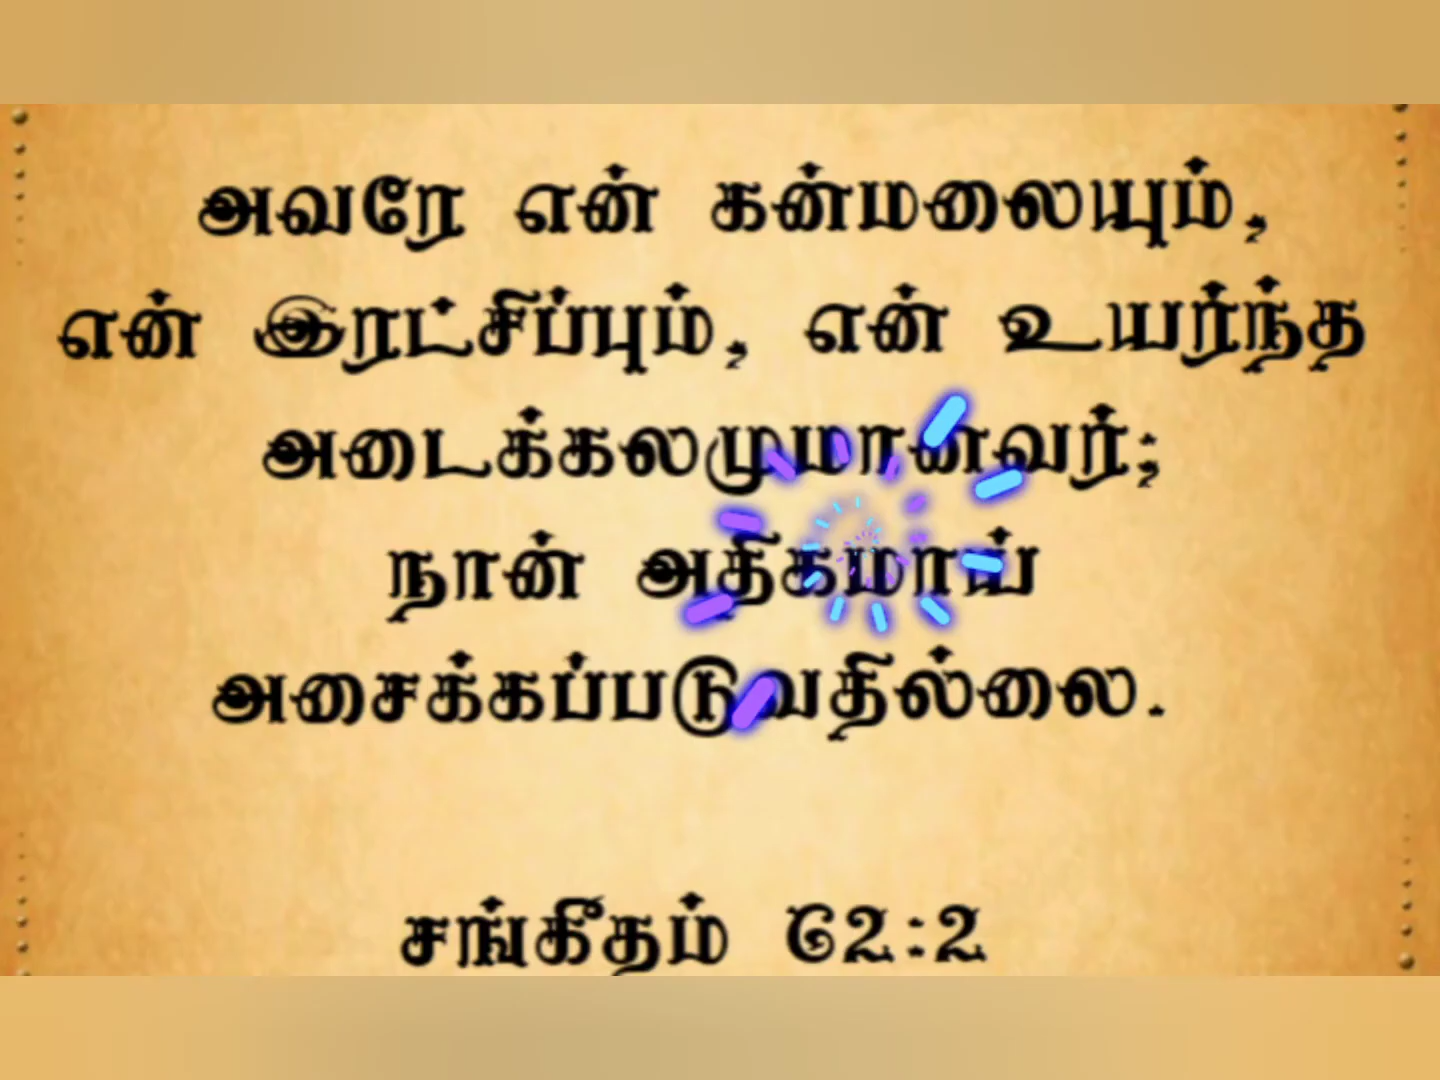 அவரே என் கன்மலையும்,
என் இரட்சிப்பும், என் உயர்ந்த
அடைக்கலமுமானவர்;
நான் அதிகமாய்
அசைக்கப்படுவதில்லை.
சங்கீதம் 62:2